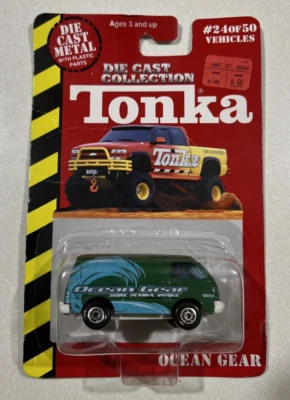 DIE
CAST
METAL
WITH PLASTIC
PARTS
Ages 3 and up
#24 OF 50
VEHICLES
DIE CAST
COLLECTION
Tonka
Tonka
Ocean Gear
OCEAN GEAR